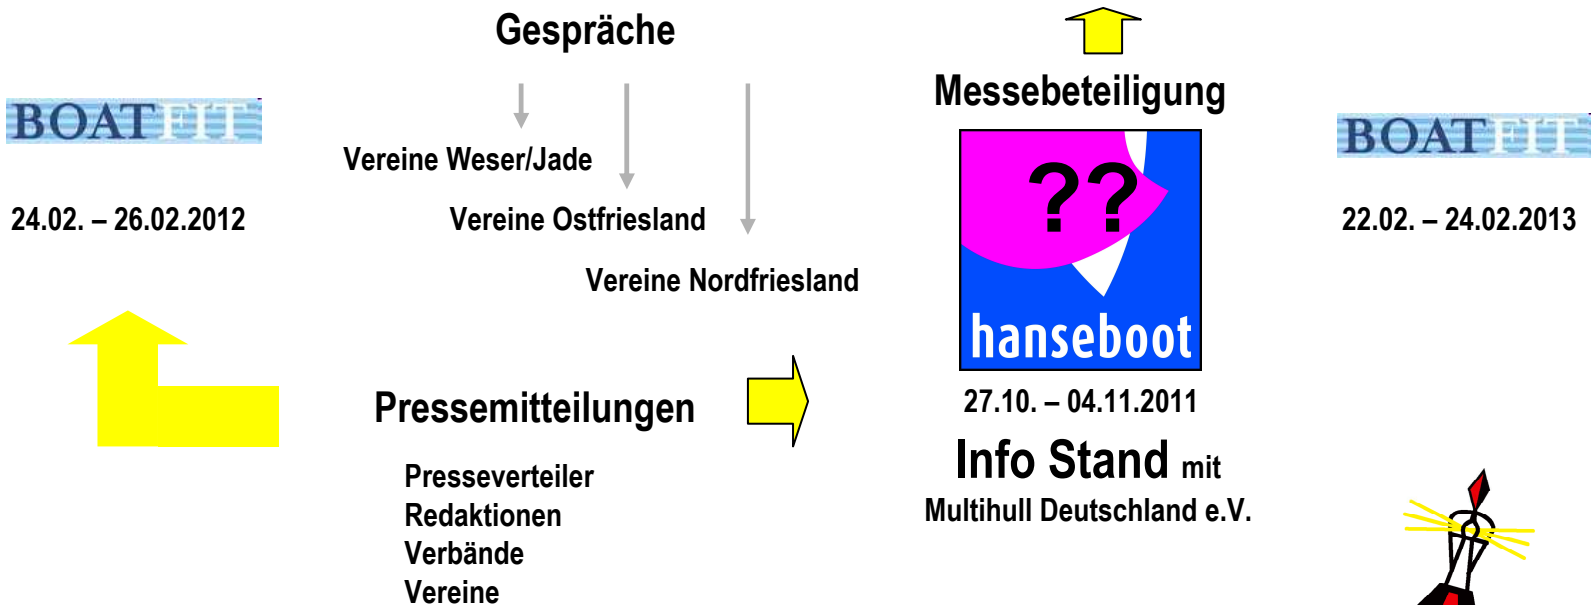 Gespräche
BOATFIT
24.02. – 26.02.2012
Vereine Weser/Jade
Vereine Ostfriesland
Vereine Nordfriesland
Pressemitteilungen
Presseverteiler
Redaktionen
Verbände
Vereine
Messebeteiligung
??
hanseboot
27.10. – 04.11.2011
Info Stand mit
Multihull Deutschland e.V.
BOATFIT
22.02. – 24.02.2013